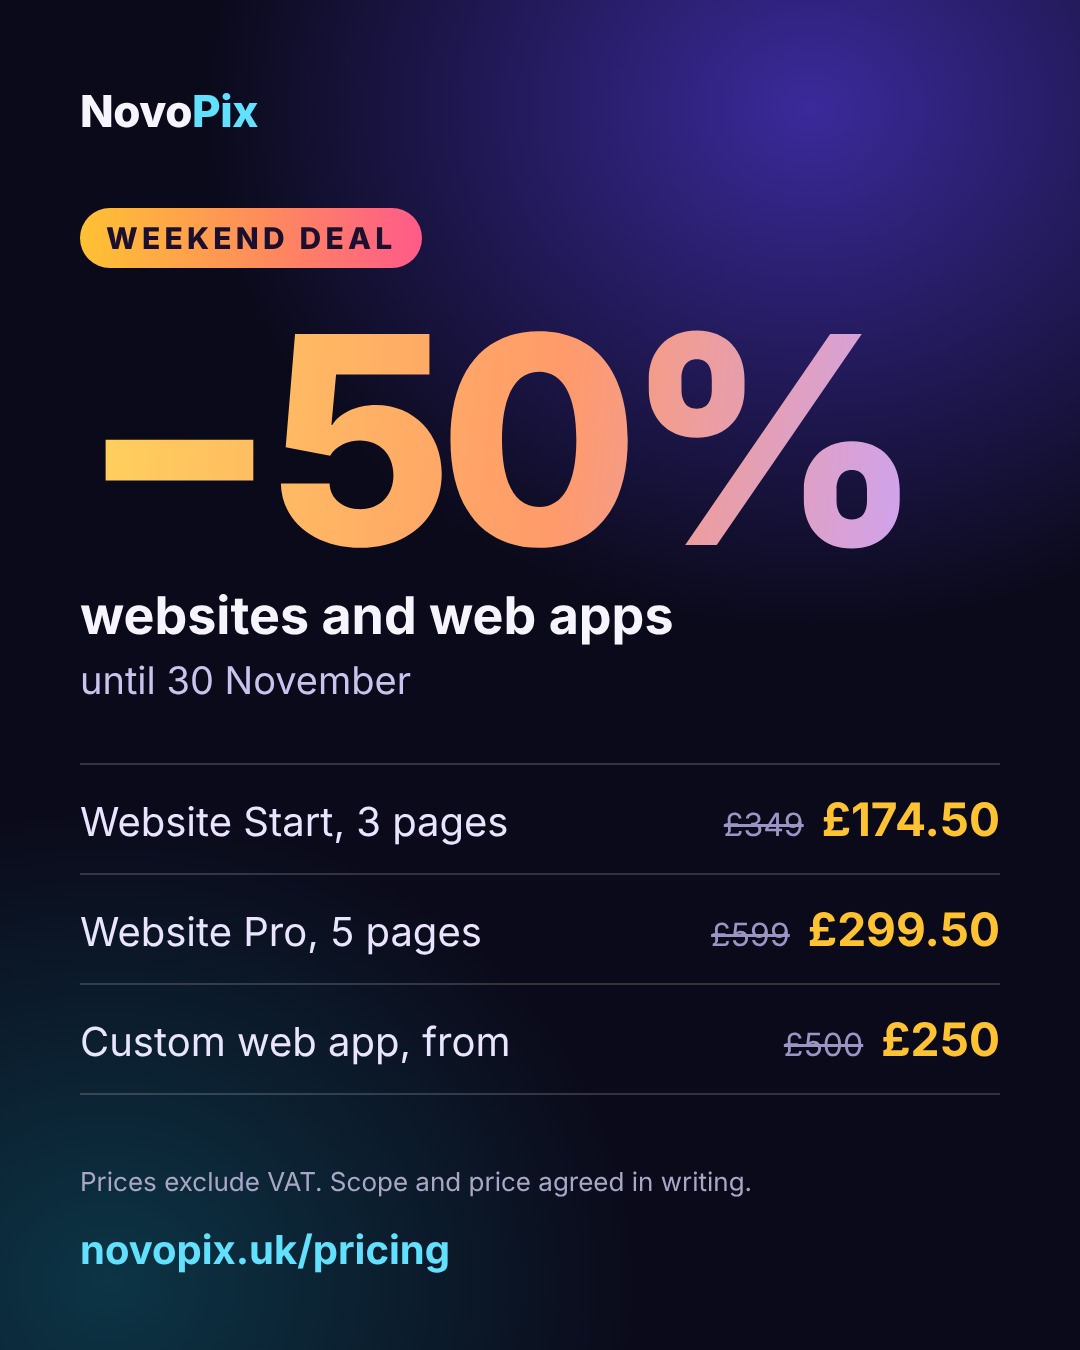 NovoPix
WEEKEND DEAL
−50%
websites and web apps
until 30 November
Website Start, 3 pages £349 £174.50
Website Pro, 5 pages £599 £299.50
Custom web app, from £500 £250
Prices exclude VAT. Scope and price agreed in writing.
novopix.uk/pricing